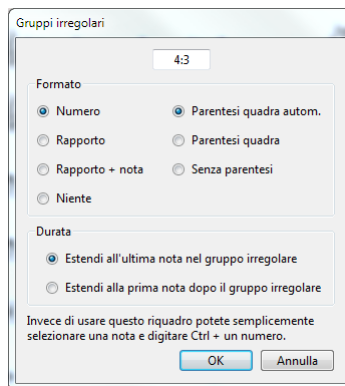 Gruppi irregolari
4:3
Formato
Numero Parentesi quadra autom.
Rapporto Parentesi quadra
Rapporto + nota Senza parentesi
Niente
Durata
Estendi all'ultima nota nel gruppo irregolare
Estendi alla prima nota dopo il gruppo irregolare
Invece di usare questo riquadro potete semplicemente
selezionare una nota e digitare Ctrl + un numero.
OK Annulla